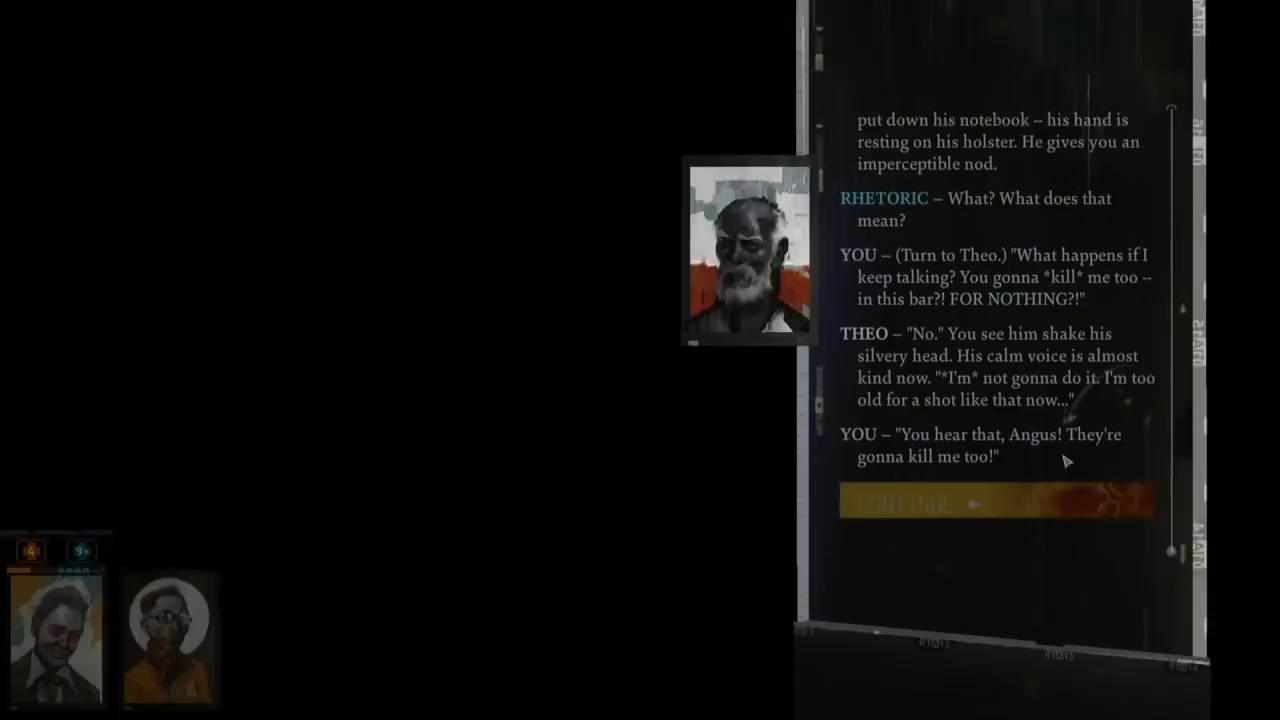 put down his notebook – his hand is
resting on his holster. He gives you an
imperceptible nod.
RHETORIC – What? What does that
mean?
YOU – (Turn to Theo.) "What happens if I
keep talking? You gonna *kill* me too –
in this bar?! FOR NOTHING?!"
THEO – "No." You see him shake his
silvery head. His calm voice is almost
kind now. "*I'm* not gonna do it. I'm too
old for a shot like that now..."
YOU – "You hear that, Angus! They're
gonna kill me too!"
CONTINUE
4
9